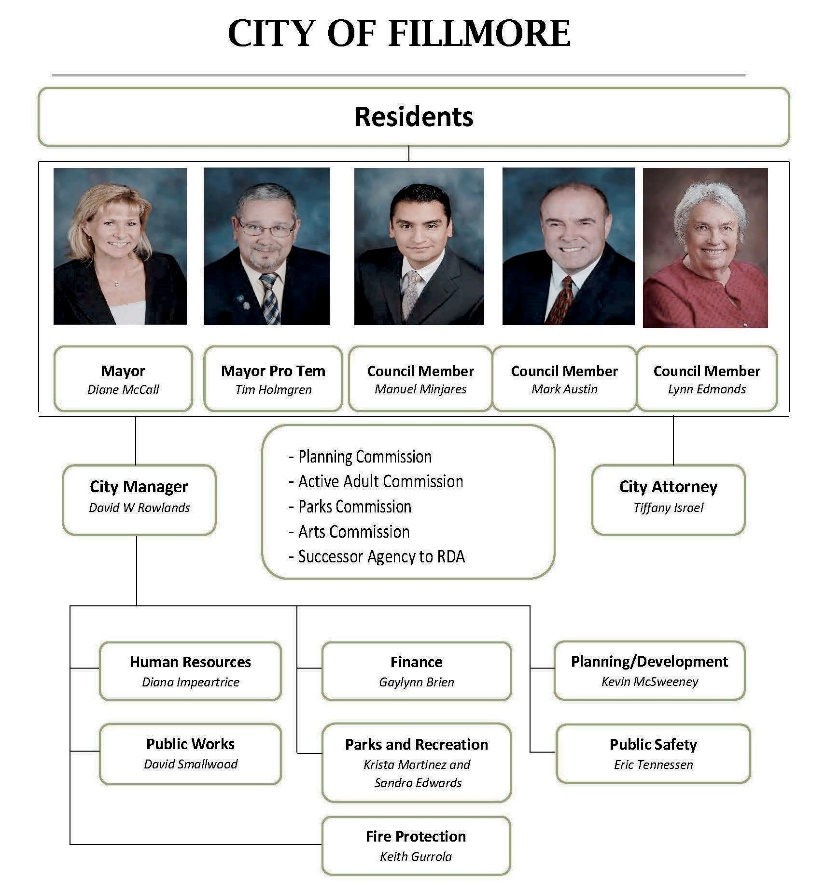 CITY OF FILLMORE
Residents
Mayor
Diane McCall
Mayor Pro Tem
Tim Holmgren
Council Member
Manuel Minjares
Council Member
Mark Austin
Council Member
Lynn Edmonds
City Manager
David W Rowlands
- Planning Commission
- Active Adult Commission
- Parks Commission
- Arts Commission
- Successor Agency to RDA
City Attorney
Tiffany Israel
Human Resources
Diana Impeartrice
Finance
Gaylynn Brien
Planning/Development
Kevin McSweeney
Public Works
David Smallwood
Parks and Recreation
Krista Martinez and
Sandra Edwards
Public Safety
Eric Tennessen
Fire Protection
Keith Gurrola